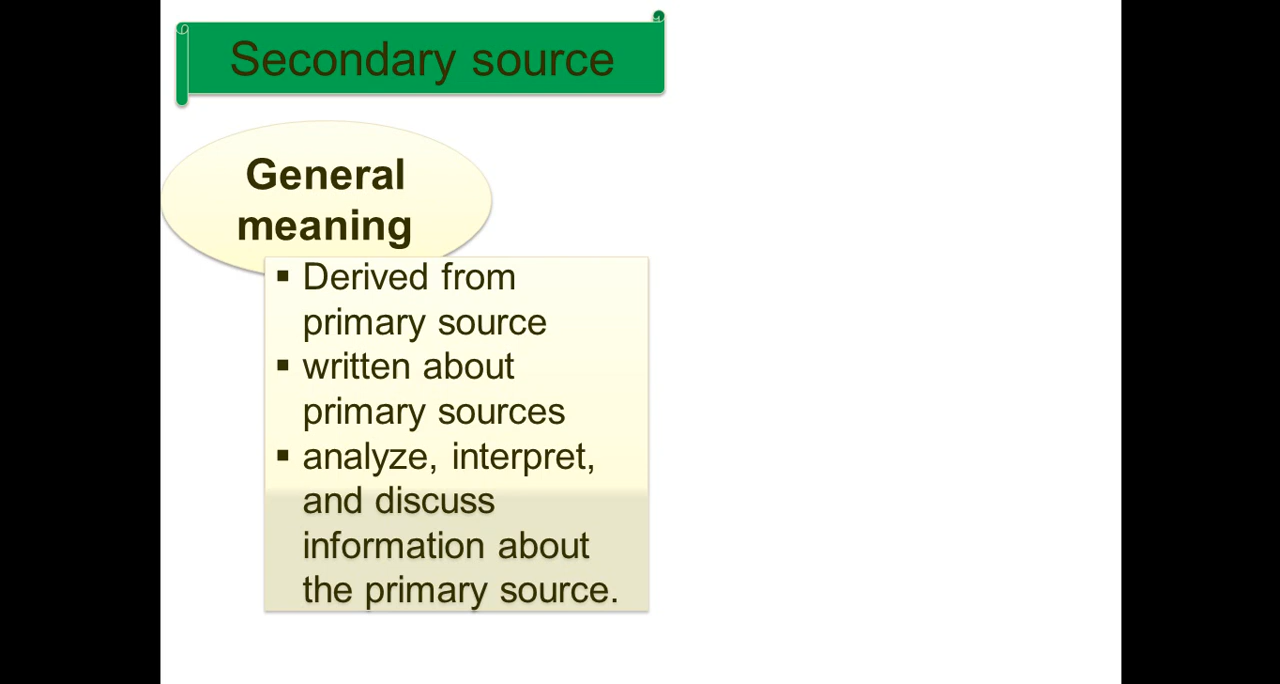 Secondary source
General
meaning
▪ Derived from
primary source
▪ written about
primary sources
▪ analyze, interpret,
and discuss
information about
the primary source.